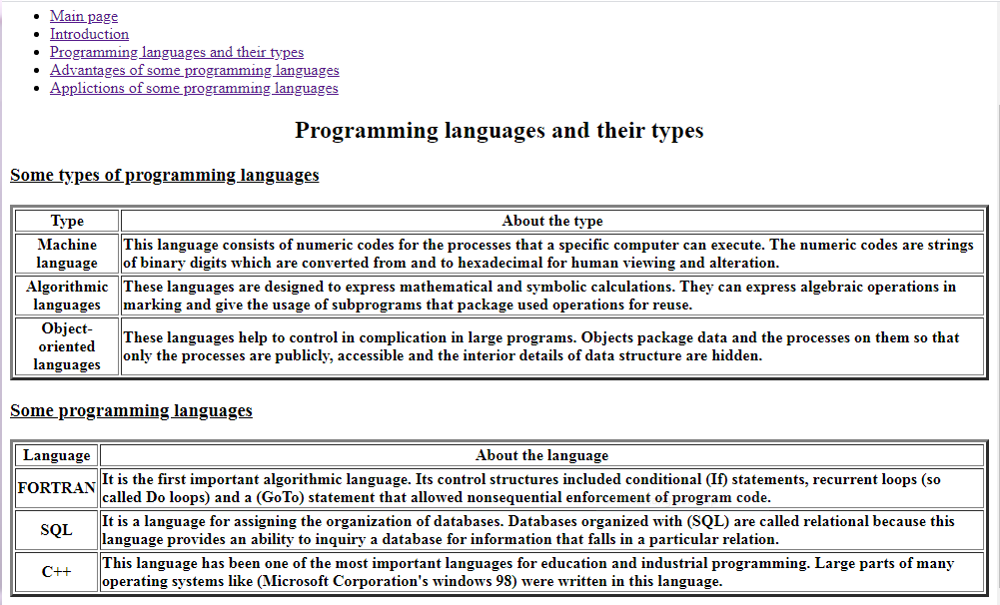 Main page
Introduction
Programming languages and their types
Advantages of some programming languages
Applictions of some programming languages
Programming languages and their types
Some types of programming languages
Type About the type
Machine language This language consists of numeric codes for the processes that a specific computer can execute. The numeric codes are strings
of binary digits which are converted from and to hexadecimal for human viewing and alteration.
Algorithmic languages These languages are designed to express mathematical and symbolic calculations. They can express algebraic operations in
marking and give the usage of subprograms that package used operations for reuse.
Object-
oriented
languages
These languages help to control in complication in large programs. Objects package data and the processes on them so that
only the processes are publicly, accessible and the interior details of data structure are hidden.
Some programming languages
Language About the language
FORTRAN It is the first important algorithmic language. Its control structures included conditional (If) statements, recurrent loops (so
called Do loops) and a (GoTo) statement that allowed nonsequential enforcement of program code.
SQL It is a language for assigning the organization of databases. Databases organized with (SQL) are called relational because this
language provides an ability to inquiry a database for information that falls in a particular relation.
C++ This language has been one of the most important languages for education and industrial programming. Large parts of many
operating systems like (Microsoft Corporation's windows 98) were written in this language.